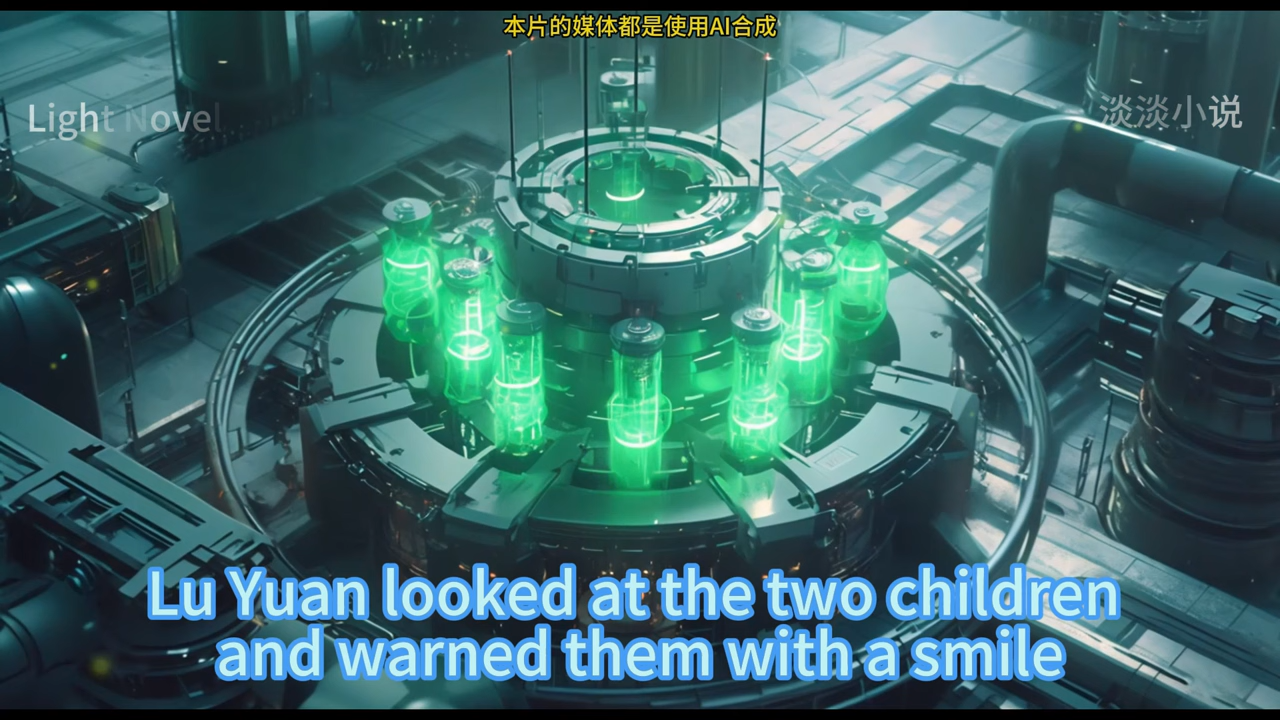 本片的媒体都是使用AI合成
Light Novel
淡淡小说
Lu Yuan looked at the two children
and warned them with a smile